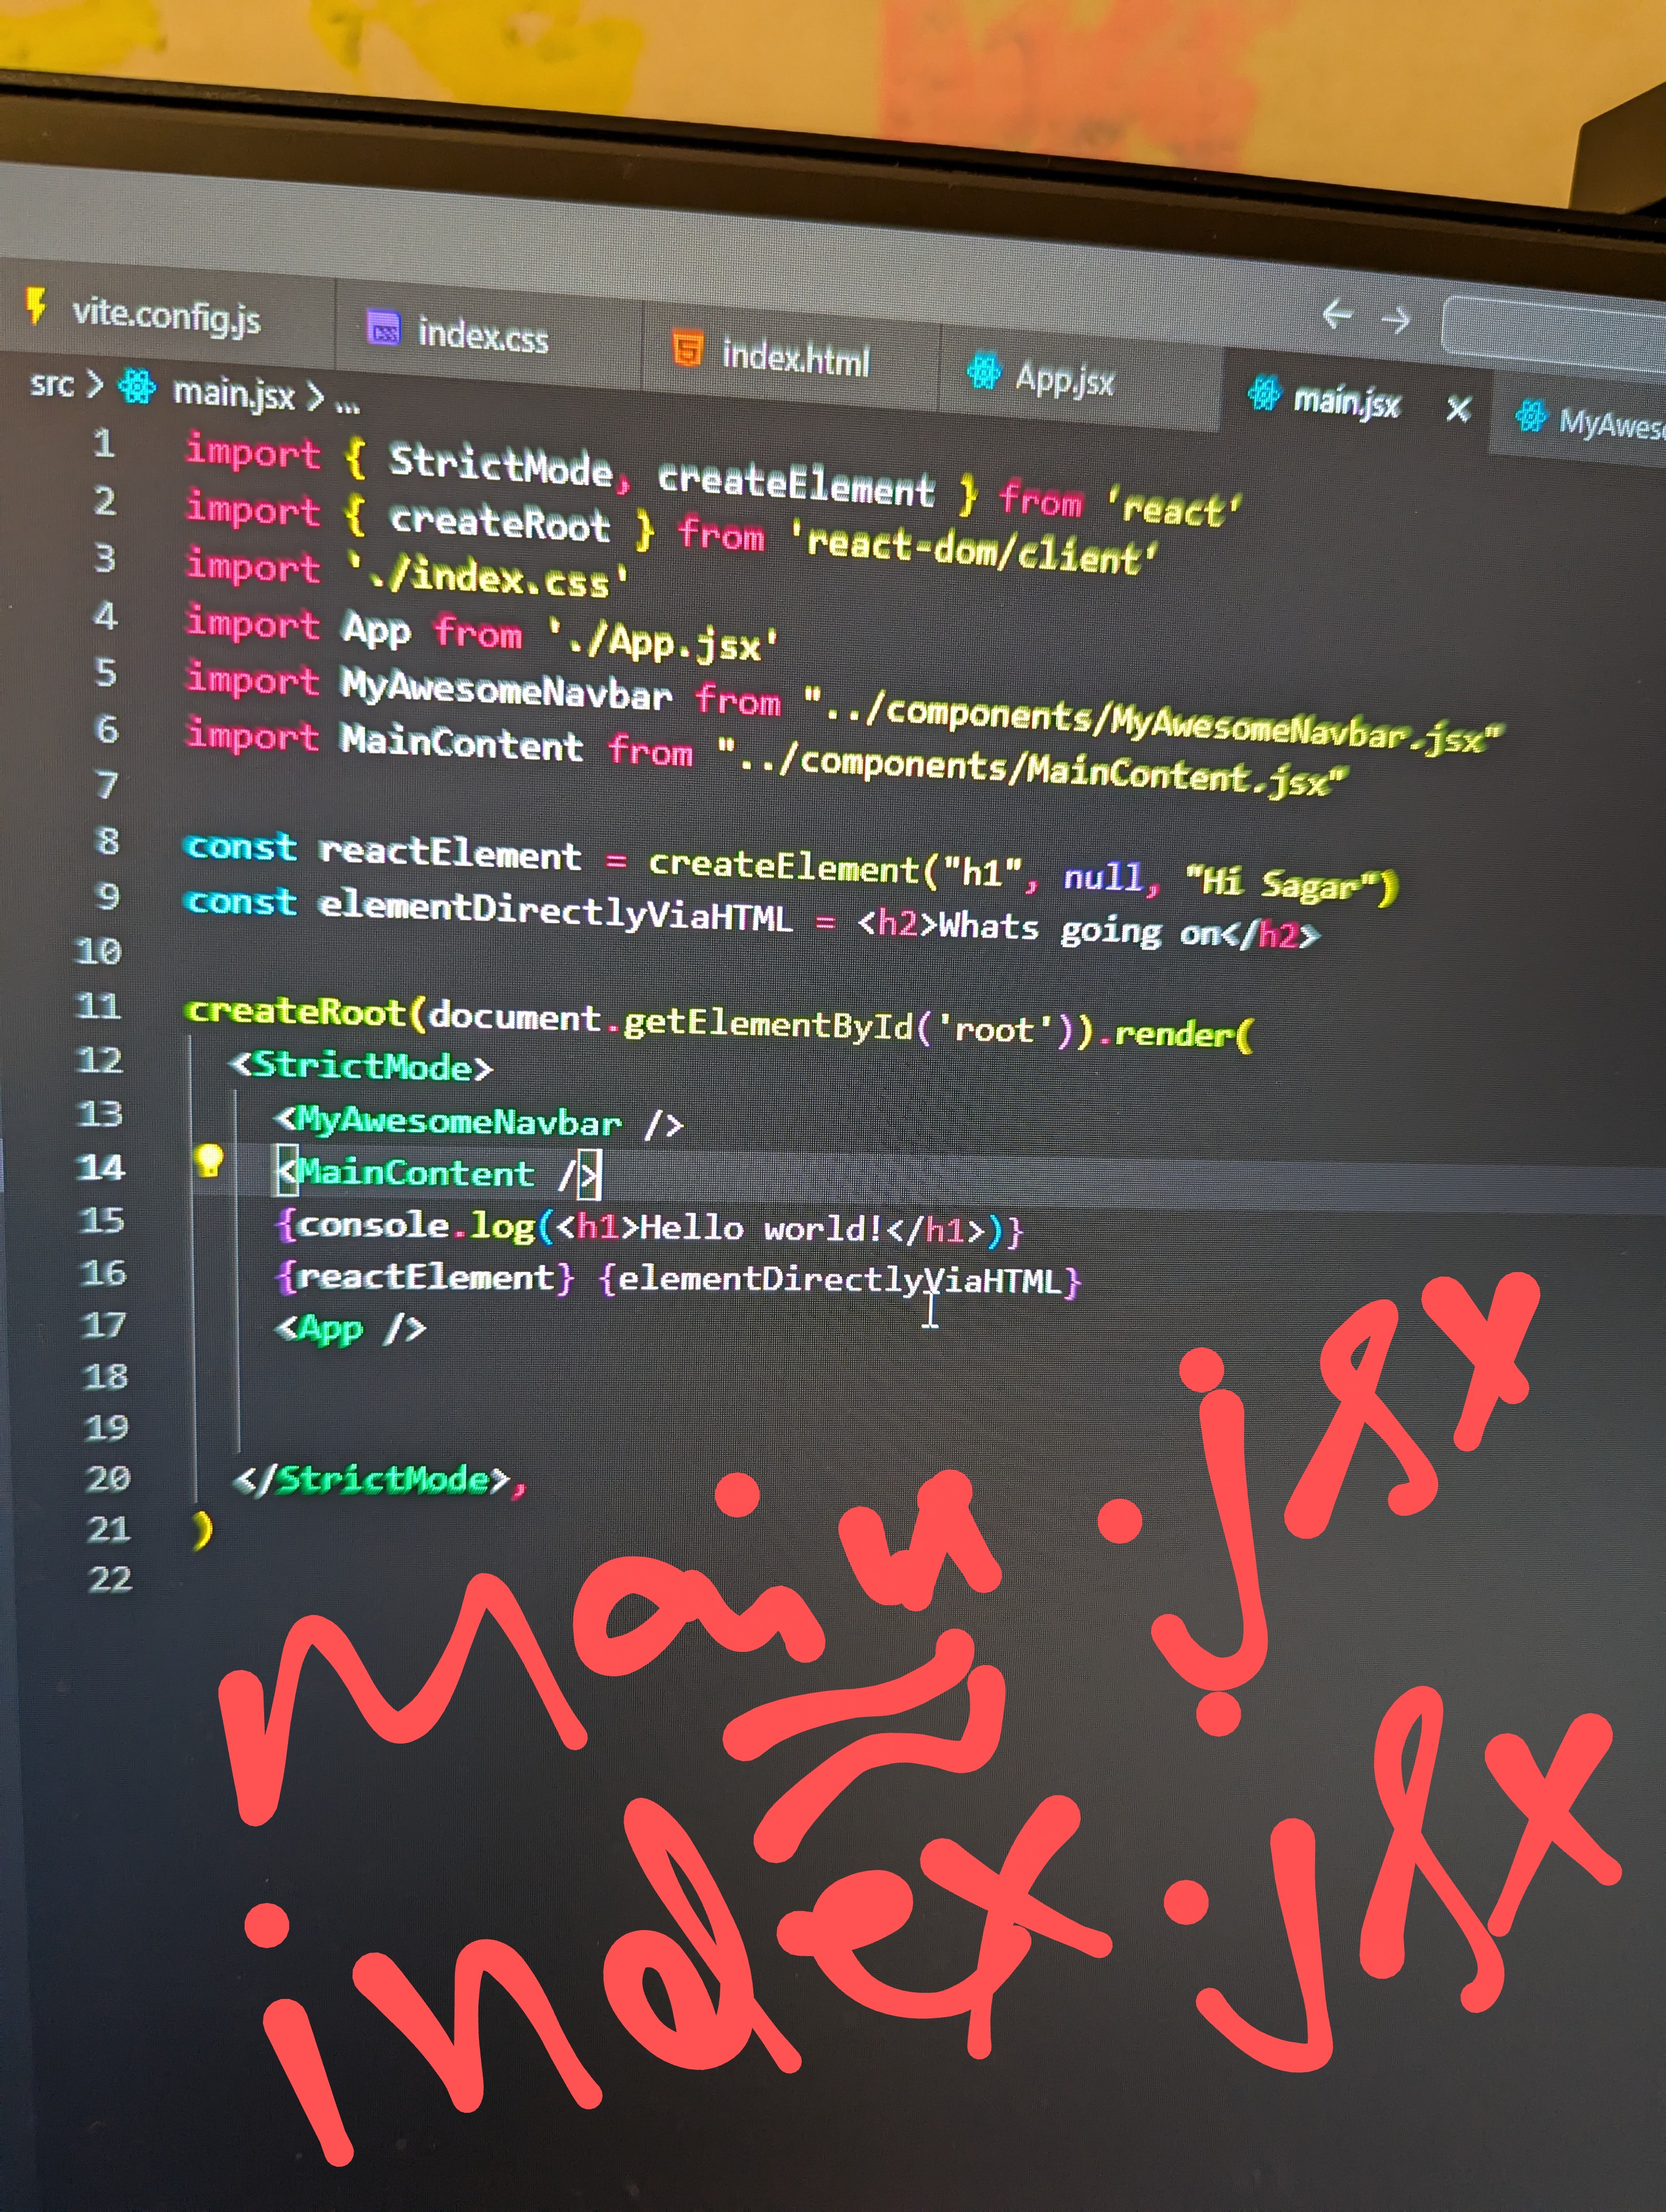 vite.config.js index.css index.html App.jsx main.jsx
src > main.jsx > ...
1 import { StrictMode, createElement } from 'react'
2 import { createRoot } from 'react-dom/client'
3 import './index.css'
4 import App from './App.jsx'
5 import MyAwesomeNavbar from "../components/MyAwesomeNavbar.jsx"
6 import MainContent from "../components/MainContent.jsx"
7
8 const reactElement = createElement("h1", null, "Hi Sagar")
9 const elementDirectlyViaHTML = <h2>Whats going on</h2>
10
11 createRoot(document.getElementById('root')).render(
12 <StrictMode>
13 <MyAwesomeNavbar />
14 <MainContent />
15 {console.log(<h1>Hello world!</h1>)}
16 {reactElement} {elementDirectlyViaHTML}
17 <App />
18
19
20 </StrictMode>,
21 )
22
main.jsx
index.jsx